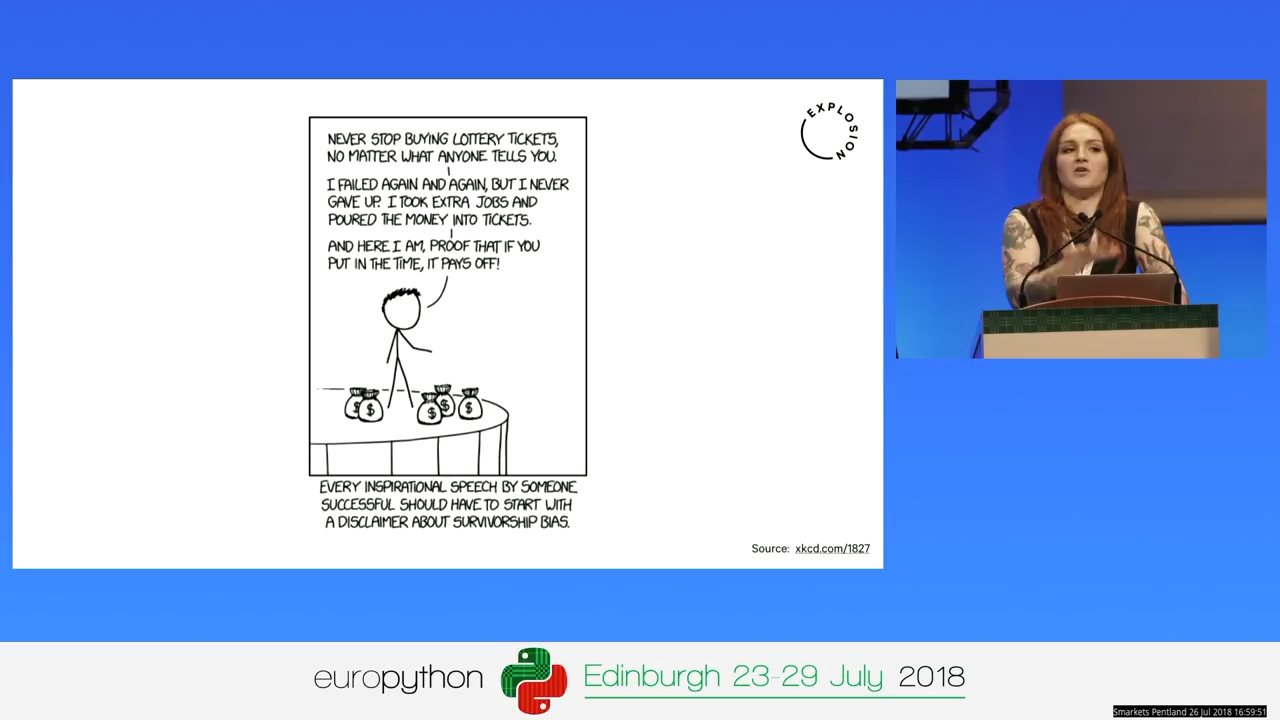 NEVER STOP BUYING LOTTERY TICKETS,
NO MATTER WHAT ANYONE TELLS YOU.
I FAILED AGAIN AND AGAIN, BUT I NEVER
GAVE UP. I TOOK EXTRA JOBS AND
POURED THE MONEY INTO TICKETS.
AND HERE I AM, PROOF THAT IF YOU
PUT IN THE TIME, IT PAYS OFF!
$ $ $ $ $
EVERY INSPIRATIONAL SPEECH BY SOMEONE
SUCCESSFUL SHOULD HAVE TO START WITH
A DISCLAIMER ABOUT SURVIVORSHIP BIAS.
EXPLOSION
Source: xkcd.com/1827
europython Edinburgh 23-29 July 2018
Smarkets Pentland 26 Jul 2018 16:59:51